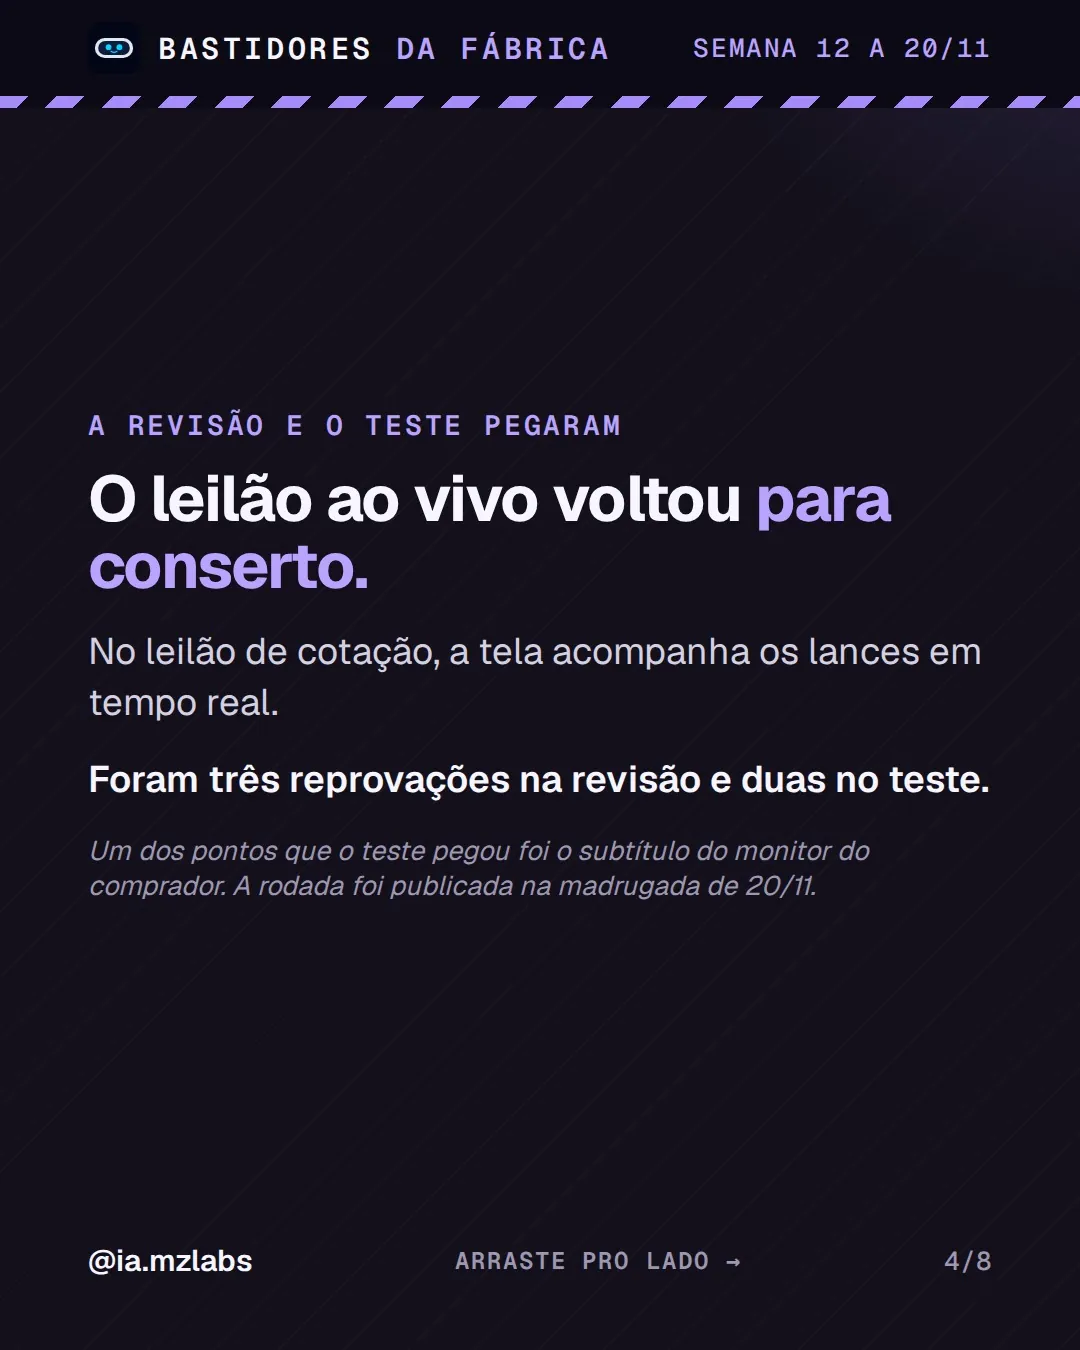 BASTIDORES DA FÁBRICA
SEMANA 12 A 20/11
A REVISÃO E O TESTE PEGARAM
O leilão ao vivo voltou para
conserto.
No leilão de cotação, a tela acompanha os lances em
tempo real.
Foram três reprovações na revisão e duas no teste.
Um dos pontos que o teste pegou foi o subtítulo do monitor do
comprador. A rodada foi publicada na madrugada de 20/11.
@ia.mzlabs
ARRASTE PRO LADO →
4/8